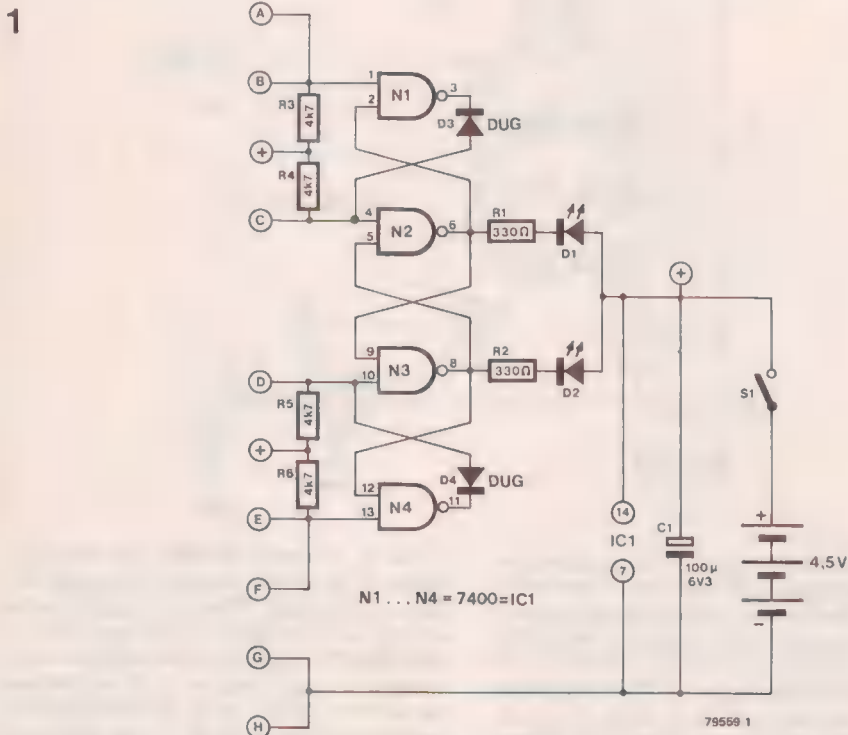 1
A
B
1
2
N1
3
R3
4k7
D3
DUG
+
R4
4k7
C
4
5
N2
6
R1
330Ω
D1
+
9
10
N3
8
R2
330Ω
D2
S1
D
R5
4k7
+
R6
4k7
D4
DUG
12
13
N4
11
E
14
IC1
7
C1
100µ
6V3
+
4,5V
-
F
N1 ... N4 = 7400=IC1
G
H
79559 1